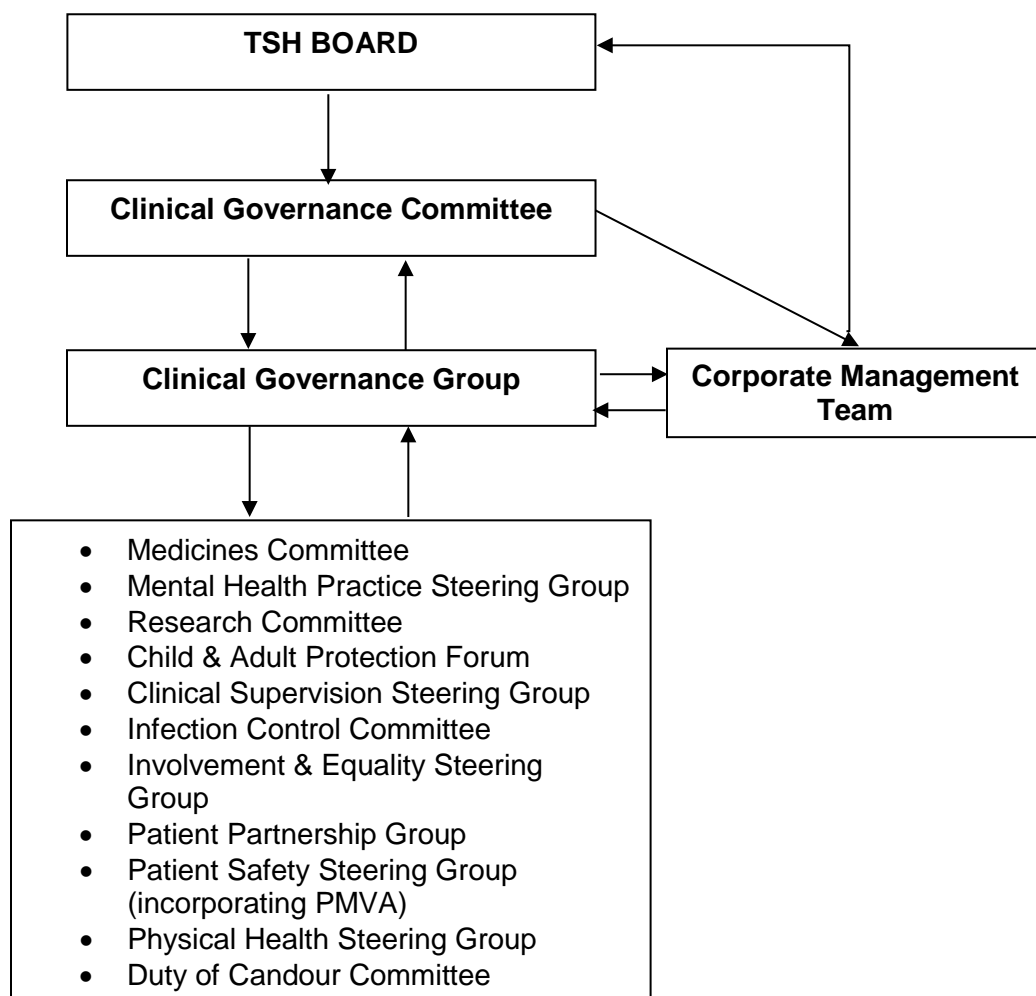 TSH BOARD
Clinical Governance Committee
Clinical Governance Group
Corporate Management
Team
• Medicines Committee
• Mental Health Practice Steering Group
• Research Committee
• Child & Adult Protection Forum
• Clinical Supervision Steering Group
• Infection Control Committee
• Involvement & Equality Steering
Group
• Patient Partnership Group
• Patient Safety Steering Group
(incorporating PMVA)
• Physical Health Steering Group
• Duty of Candour Committee